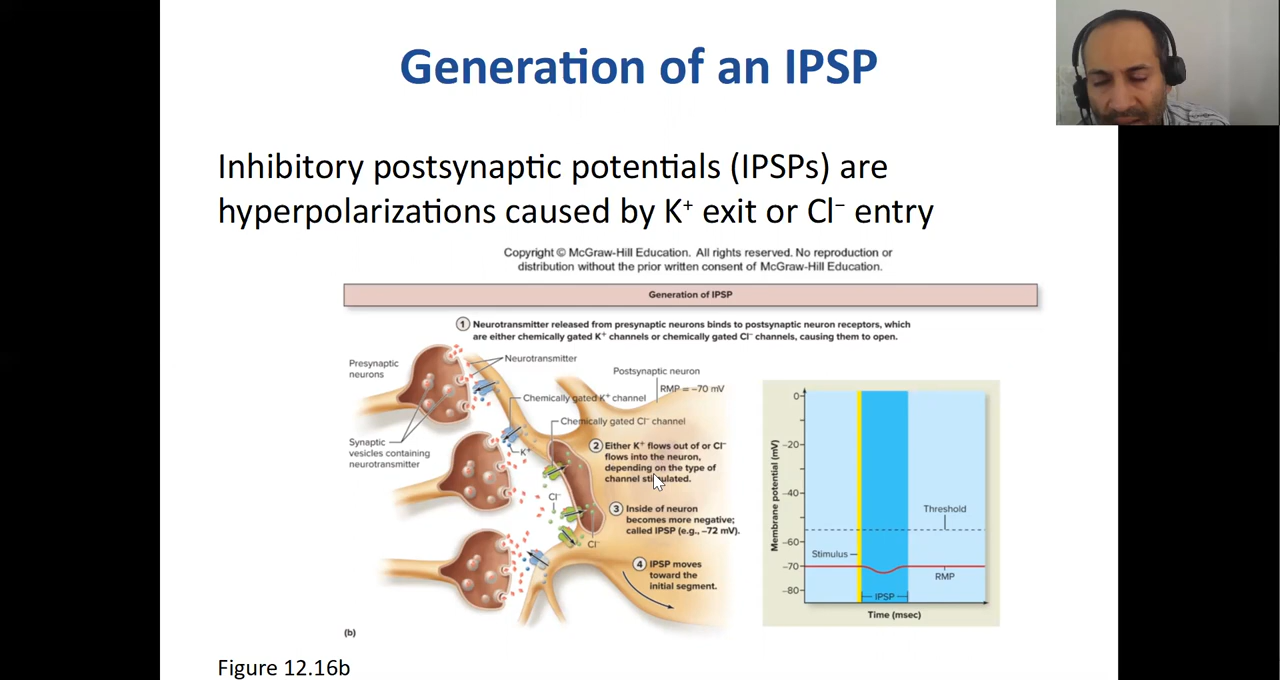 Generation of an IPSP
Inhibitory postsynaptic potentials (IPSPs) are
hyperpolarizations caused by K⁺ exit or Cl⁻ entry
Copyright © McGraw-Hill Education. All rights reserved. No reproduction or
distribution without the prior written consent of McGraw-Hill Education.
Generation of IPSP
1 Neurotransmitter released from presynaptic neurons binds to postsynaptic neuron receptors, which
are either chemically gated K⁺ channels or chemically gated Cl⁻ channels, causing them to open.
Presynaptic
neurons
Neurotransmitter
Postsynaptic neuron
RMP = –70 mV
Chemically gated K⁺ channel
Chemically gated Cl⁻ channel
Synaptic
vesicles containing
neurotransmitter
K⁺
2 Either K⁺ flows out of or Cl⁻
flows into the neuron,
depending on the type of
channel stimulated.
Cl⁻
Cl⁻
3 Inside of neuron
becomes more negative;
called IPSP (e.g., –72 mV).
4 IPSP moves
toward the
initial segment.
(b)
Membrane potential (mV)
0
–20
–40
–60
–70
–80
Threshold
Stimulus
RMP
IPSP
Time (msec)
Figure 12.16b